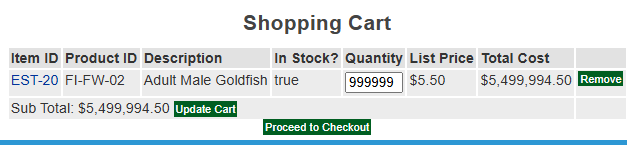 Shopping Cart
Item ID Product ID Description In Stock? Quantity List Price Total Cost
EST-20 FI-FW-02 Adult Male Goldfish true 999999 $5.50 $5,499,994.50 Remove
Sub Total: $5,499,994.50 Update Cart
Proceed to Checkout